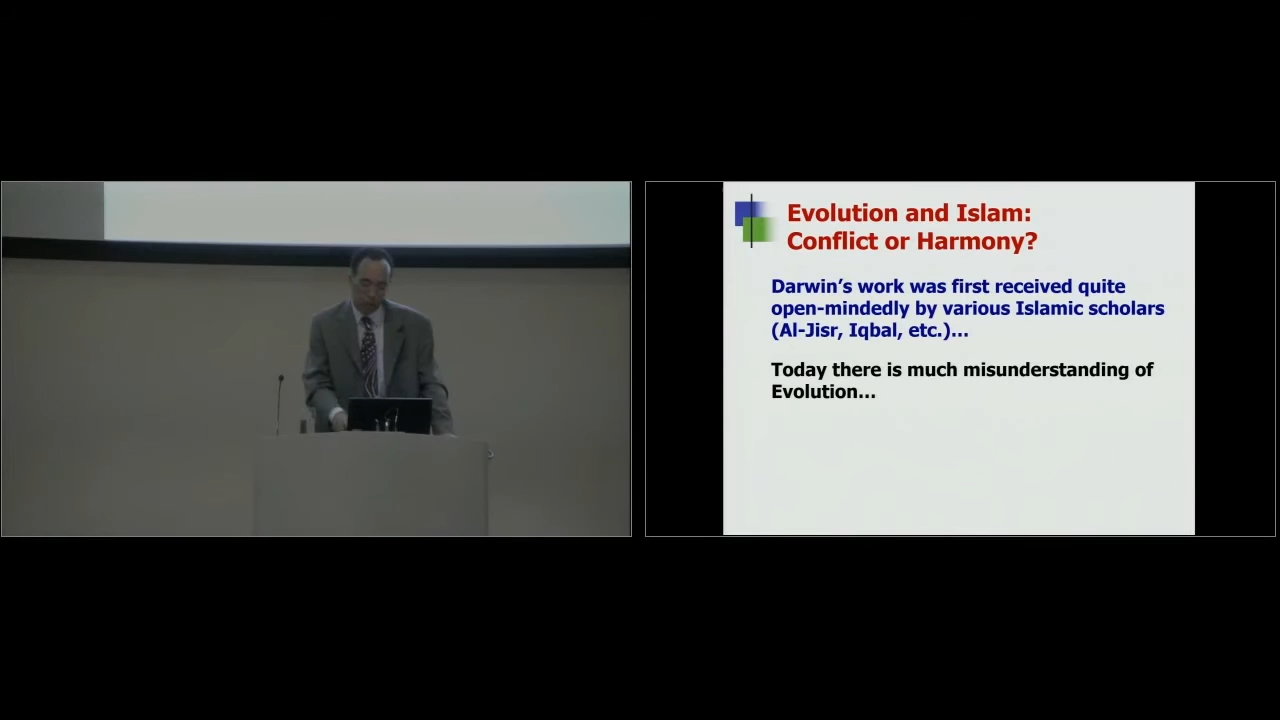 Evolution and Islam:
Conflict or Harmony?
Darwin's work was first received quite
open-mindedly by various Islamic scholars
(Al-Jisr, Iqbal, etc.)...
Today there is much misunderstanding of
Evolution...